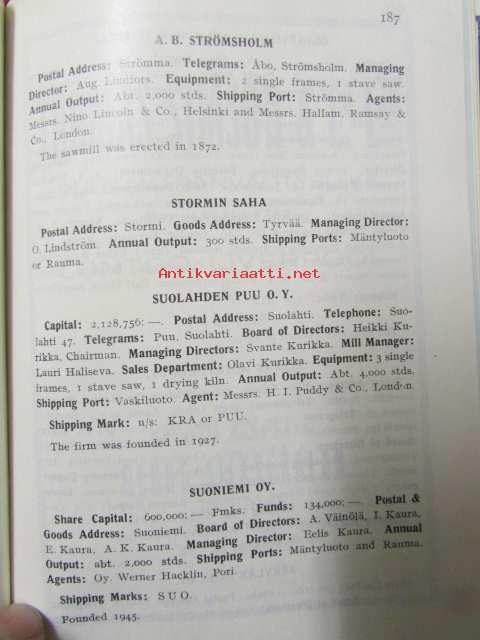 187
A. B. STRÖMSHOLM
Postal Address: Strömma. Telegrams: Åbo, Strömsholm. Managing
Director: Aug. Lindfors. Equipment: 2 single frames, 1 stave saw.
Annual Output: Abt. 2,000 stds. Shipping Port: Strömma. Agents:
Messrs. Nino Lincoln & Co., Helsinki and Messrs. Hallam, Ramsay &
Co., London.
The sawmill was erected in 1872.
STORMIN SAHA
Postal Address: Stormi. Goods Address: Tyrvää. Managing Director:
O. Lindström. Annual Output: 300 stds. Shipping Ports: Mäntyluoto
or Rauma.
Antikvariaatti.net
SUOLAHDEN PUU O. Y.
Capital: 2,128,756: —. Postal Address: Suolahti. Telephone: Suo-
lahti 47. Telegrams: Puu, Suolahti. Board of Directors: Heikki Ku-
rikka, Chairman. Managing Directors: Svante Kurikka. Mill Manager:
Lauri Haliseva. Sales Department: Olavi Kurikka. Equipment: 3 single
frames, 1 stave saw, 1 drying kiln. Annual Output: Abt. 4,000 stds.
Shipping Port: Vaskiluoto. Agent: Messrs. H. I. Puddy & Co., London.
Shipping Mark: n/s: KRA or PUU.
The firm was founded in 1927.
SUONIEMI OY.
Share Capital: 600,000: — Fmks. Funds: 134,000: —. Postal &
Goods Address: Suoniemi. Board of Directors: A. Väinölä, I. Kaura,
E. Kaura, A. K. Kaura. Managing Director: Eelis Kaura. Annual
Output: abt. 2,000 stds. Shipping Ports: Mäntyluoto and Rauma.
Agents: Oy. Werner Hacklin, Pori.
Shipping Marks: S U O.
Founded 1945.